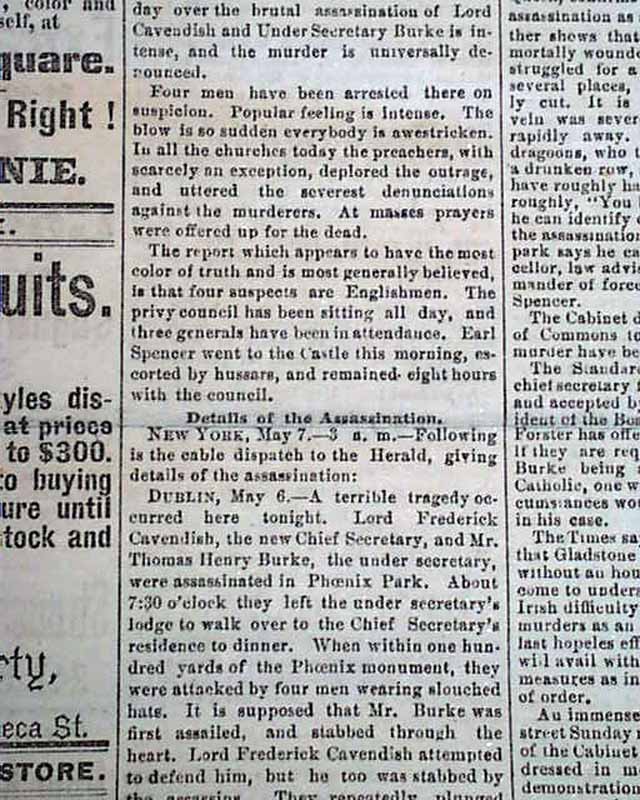 , color and
self, at
quare.
Right !
NIE.
uits.
yles dis-
at prices
to $300.
to buying
ure until
tock and
rty,
eca St.
STORE.
day over the brutal assassination of Lord
Cavendish and Under Secretary Burke is in-
tense, and the murder is universally de-
nounced.
Four men have been arrested there on
suspicion. Popular feeling is intense. The
blow is so sudden everybody is awestricken.
In all the churches today the preachers, with
scarcely an exception, deplored the outrage,
and uttered the severest denunciations
against the murderers. At masses prayers
were offered up for the dead.
The report which appears to have the most
color of truth and is most generally believed,
is that four suspects are Englishmen. The
privy council has been sitting all day, and
three generals have been in attendance. Earl
Spencer went to the Castle this morning, es-
corted by hussars, and remained eight hours
with the council.
Details of the Assassination.
NEW YORK, May 7.—3 a. m.—Following
is the cable dispatch to the Herald, giving
details of the assassination:
DUBLIN, May 6.—A terrible tragedy oc-
curred here tonight. Lord Frederick
Cavendish, the new Chief Secretary, and Mr.
Thomas Henry Burke, the under secretary,
were assassinated in Phœnix Park. About
7:30 o'clock they left the under secretary's
lodge to walk over to the Chief Secretary's
residence to dinner. When within one hun-
dred yards of the Phœnix monument, they
were attacked by four men wearing slouched
hats. It is supposed that Mr. Burke was
first assailed, and stabbed through the
heart. Lord Frederick Cavendish attempted
to defend him, but he too was stabbed by
the assassins. They repeatedly plunged
assassination as
ther shows that
mortally wounde
struggled for a
several places,
ly cut. It is
vein was sever
rapidly away.
dragoons, who t
a drunken row,
have roughly ha
roughly, "You
he can identify
the assassination
park says he ca
cellor, law advi
mander of force
Spencer.
The Cabinet d
of Commons to
murder have be
The Standar
chief secretary
and accepted by
ident of the Boa
Forster has offe
if they are req
Burke being
Catholic, one w
cumstances wou
in his case.
The Times say
that Gladstone
without an hou
come to unders
Irish difficulty
murders as an
last hopeles eff
will avail with
measures as in
of order.
An immense
street Sunday
of the Cabinet
dressed in m
demonstration